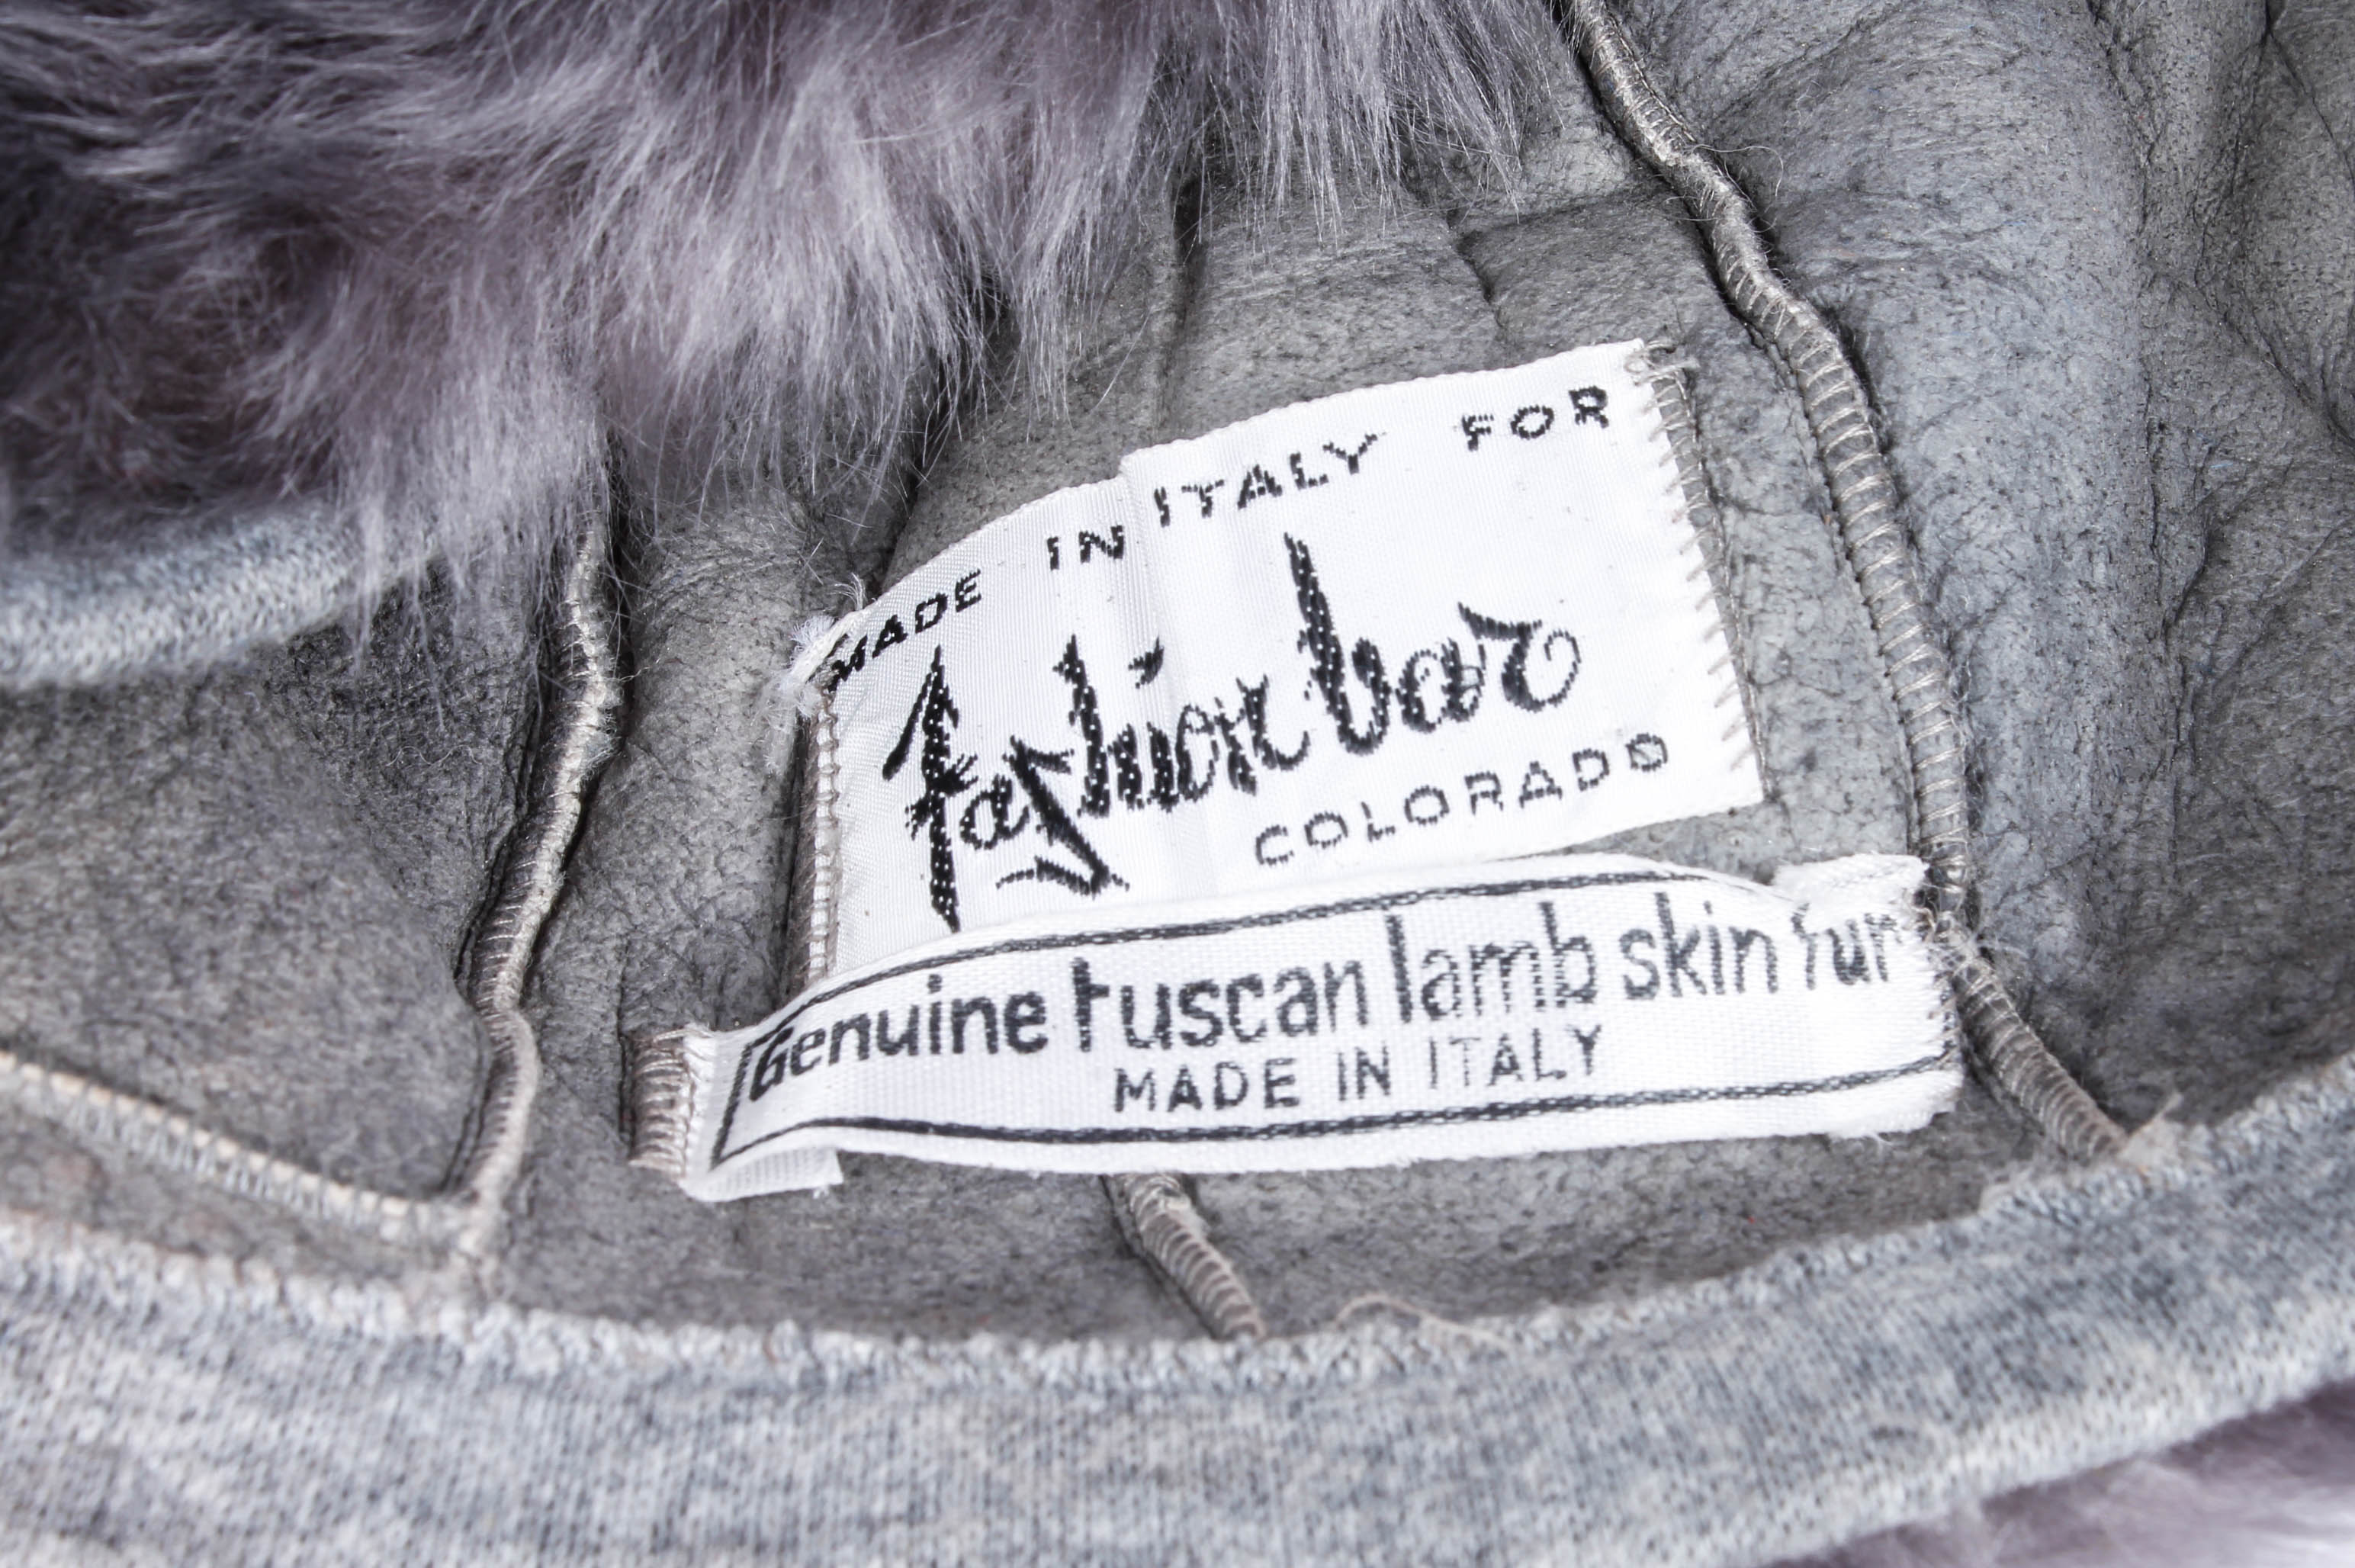 MADE IN ITALY FOR
Fashion bar
COLORADO
Genuine tuscan lamb skin fur
MADE IN ITALY